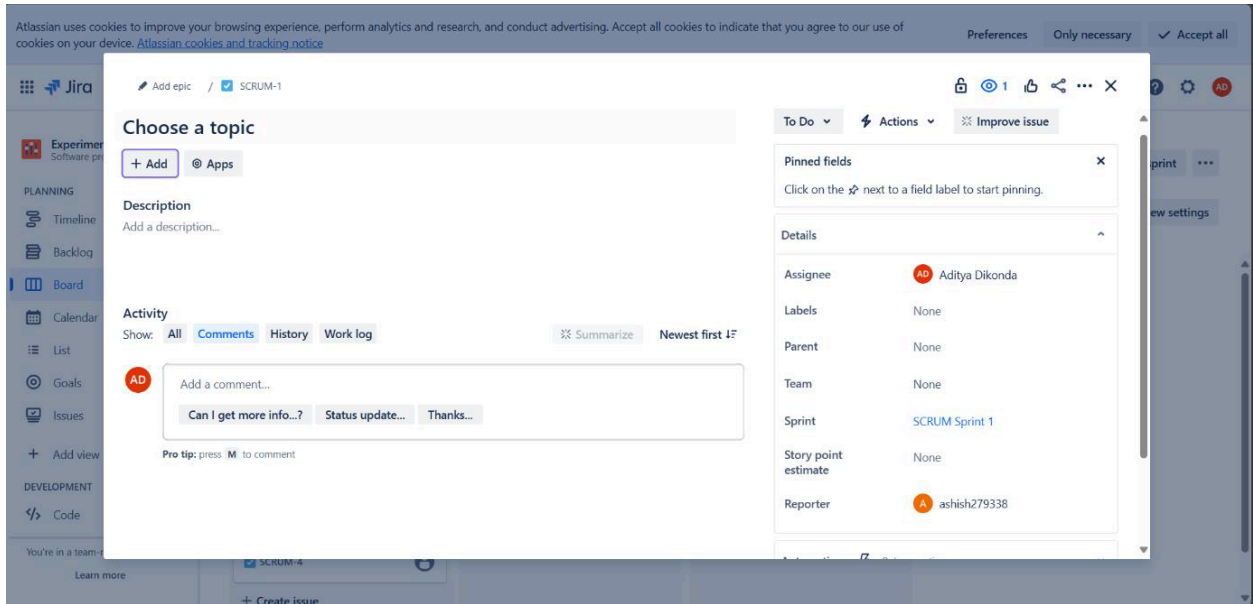 Atlassian uses cookies to improve your browsing experience, perform analytics and research, and conduct advertising. Accept all cookies to indicate that you agree to our use of
cookies on your device. Atlassian cookies and tracking notice
Preferences
Only necessary
Accept all
Jira
AD
Add epic / SCRUM-1
1
Choose a topic
To Do
Actions
Improve issue
+ Add
Apps
Pinned fields
Click on the next to a field label to start pinning.
Description
Add a description...
Details
Assignee
AD Aditya Dikonda
Labels
None
Parent
None
Team
None
Sprint
SCRUM Sprint 1
Story point
estimate
None
Reporter
A ashish279338
Activity
Show: All Comments History Work log
Summarize
Newest first
AD
Add a comment...
Can I get more info...?
Status update...
Thanks...
Pro tip: press M to comment
Experimen
Software pro
PLANNING
Timeline
Backlog
Board
Calendar
List
Goals
Issues
+ Add view
DEVELOPMENT
Code
You're in a team-
Learn more
SCRUM-4
+ Create issue
print
ew settings